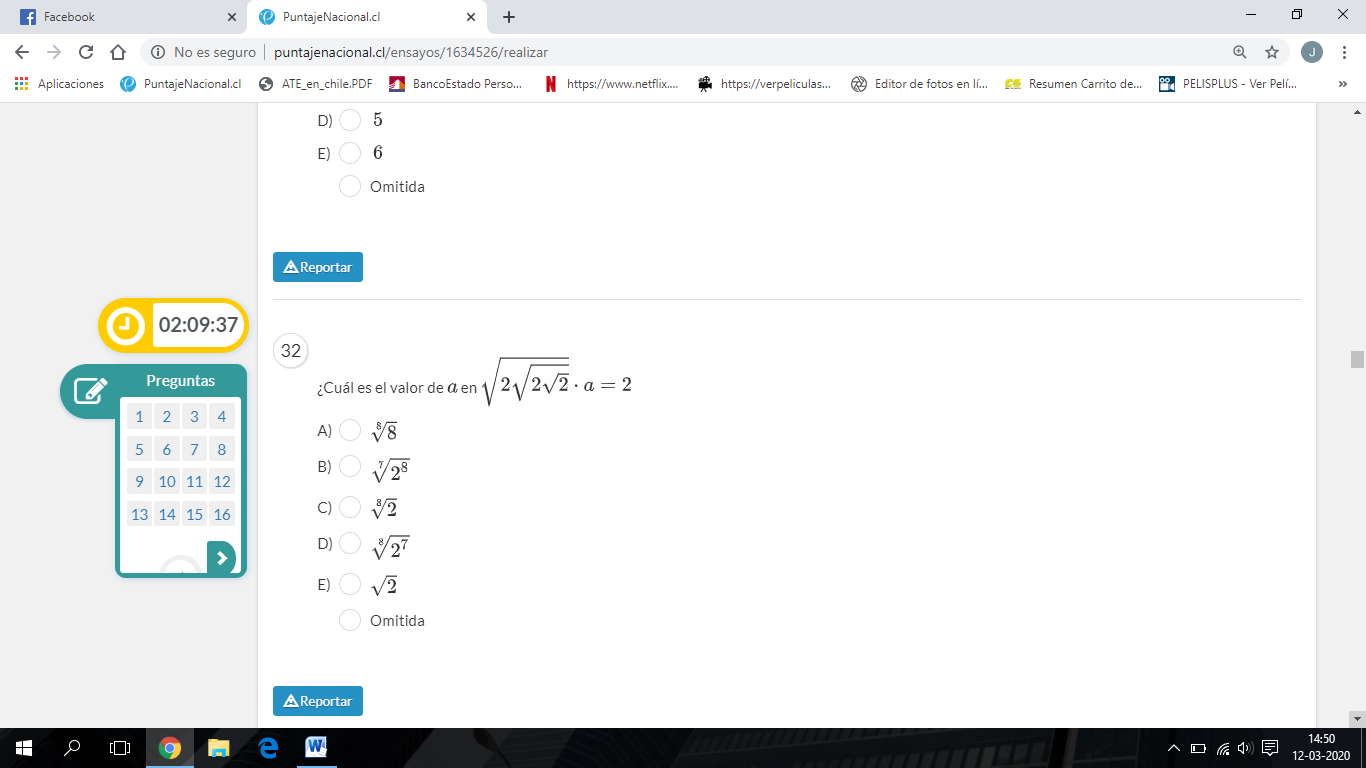 Facebook
PuntajeNacional.cl
No es seguro | puntajenacional.cl/ensayos/1634526/realizar
J
Aplicaciones
PuntajeNacional.cl
ATE_en_chile.PDF
BancoEstado Perso...
https://www.netflix....
https://verpeliculas...
Editor de fotos en lí...
Resumen Carrito de...
PELISPLUS - Ver Pelí...
D) 5
E) 6
Omitida
Reportar
02:09:37
Preguntas
1 2 3 4
5 6 7 8
9 10 11 12
13 14 15 16
32
¿Cuál es el valor de a en √(2√(2√2)) · a = 2
A) ⁸√8
B) ⁷√2⁸
C) ⁸√2
D) ⁸√2⁷
E) √2
Omitida
Reportar
14:50
12-03-2020